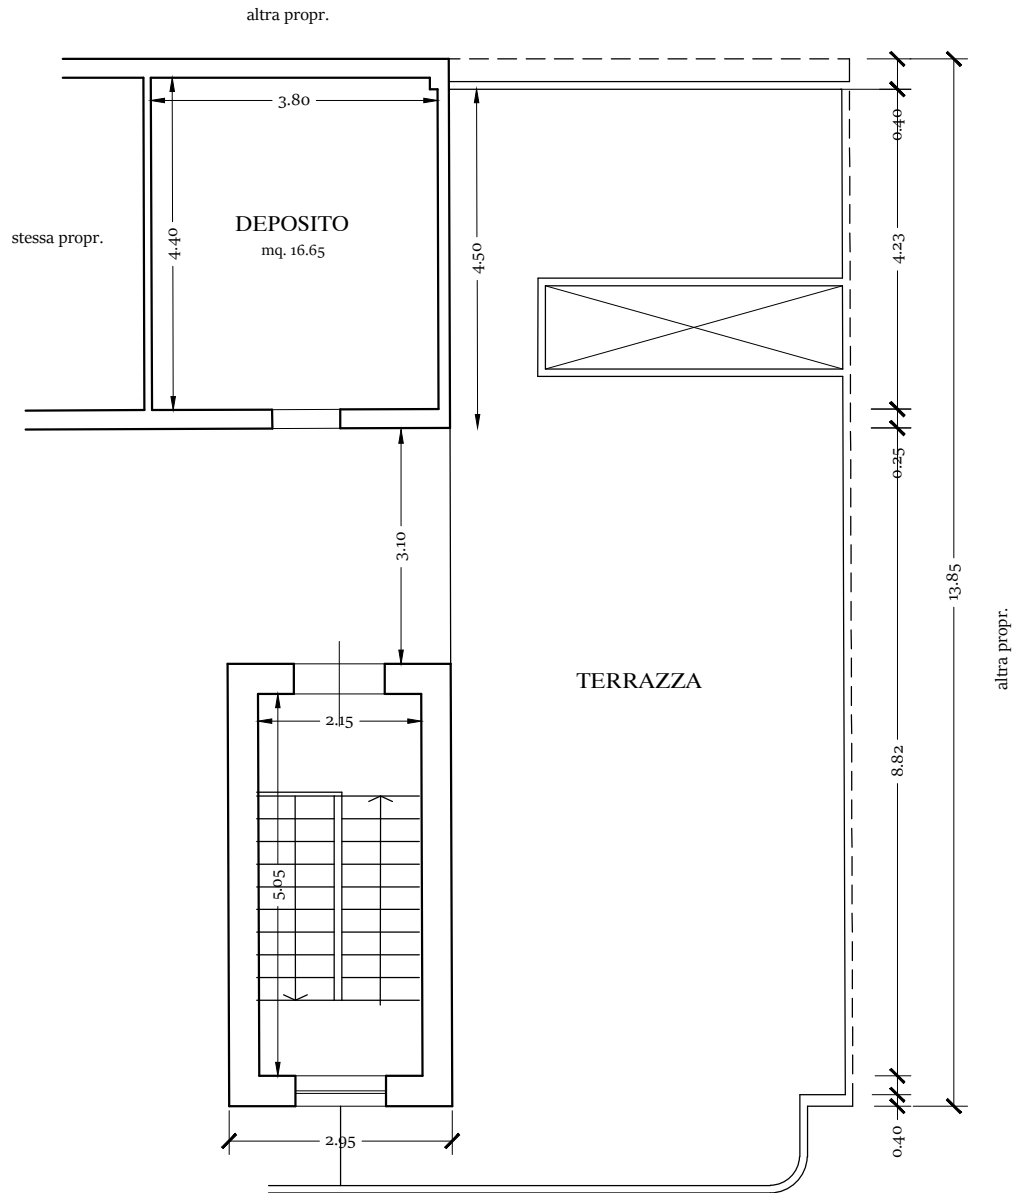 altra propr.
3.80
0.40
DEPOSITO
mq. 16.65
stessa propr.
4.40
4.50
4.23
0.25
3.10
13.85
altra propr.
TERRAZZA
2.15
8.82
5.05
2.95
0.40